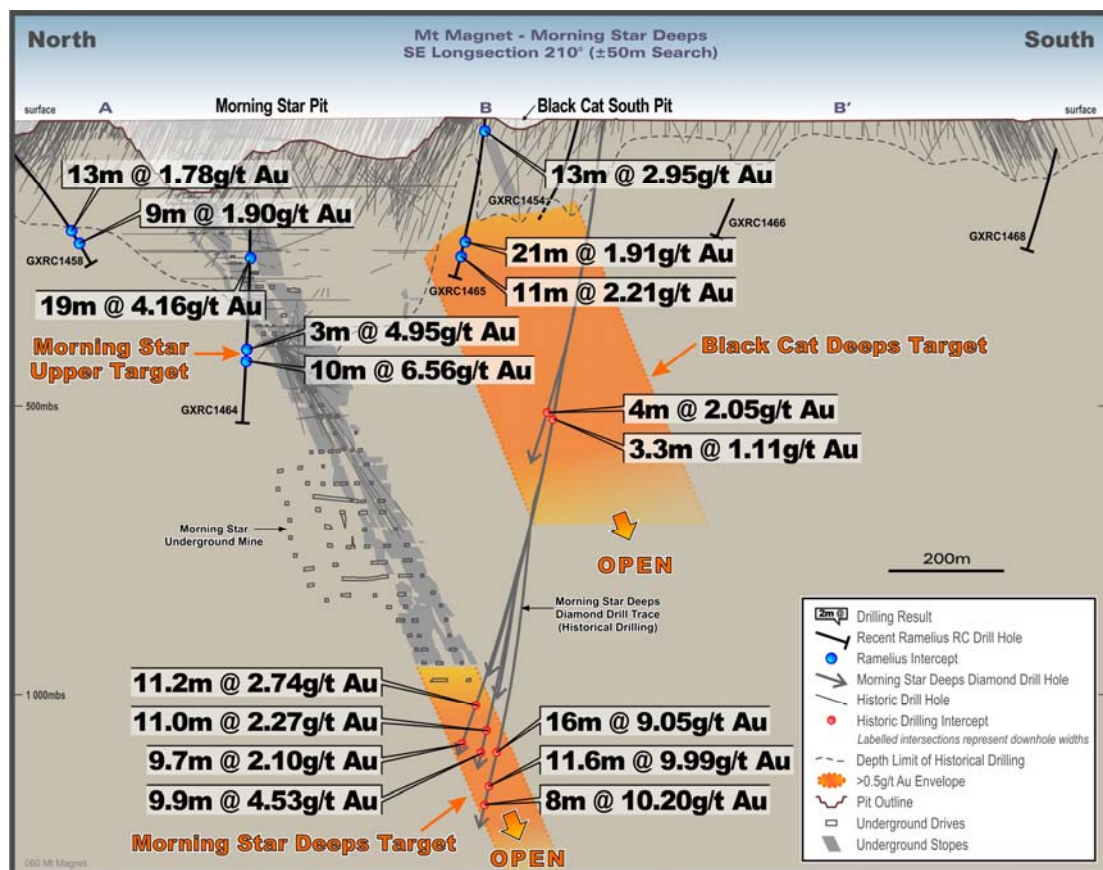 North
Mt Magnet - Morning Star Deeps
SE Longsection 210° (±50m Search)
South
surface
A
Morning Star Pit
B
Black Cat South Pit
B'
surface
13m @ 1.78g/t Au
9m @ 1.90g/t Au
GXRC1458
19m @ 4.16g/t Au
3m @ 4.95g/t Au
10m @ 6.56g/t Au
Morning Star
Upper Target
GXRC1464
13m @ 2.95g/t Au
GXRC1454
GXRC1466
GXRC1468
21m @ 1.91g/t Au
11m @ 2.21g/t Au
GXRC1465
Black Cat Deeps Target
4m @ 2.05g/t Au
3.3m @ 1.11g/t Au
500mbs
Morning Star
Underground Mine
OPEN
200m
Morning Star Deeps
Diamond Drill Trace
(Historical Drilling)
1 000mbs
11.2m @ 2.74g/t Au
11.0m @ 2.27g/t Au
9.7m @ 2.10g/t Au
9.9m @ 4.53g/t Au
16m @ 9.05g/t Au
11.6m @ 9.99g/t Au
8m @ 10.20g/t Au
Morning Star Deeps Target
OPEN
2m @
Drilling Result
Recent Ramelius RC Drill Hole
Ramelius Intercept
Morning Star Deeps Diamond Drill Hole
Historic Drill Hole
Historic Drilling Intercept
Labelled intersections represent downhole widths
Depth Limit of Historical Drilling
>0.5g/t Au Envelope
Pit Outline
Underground Drives
Underground Stopes
060 Mt Magnet